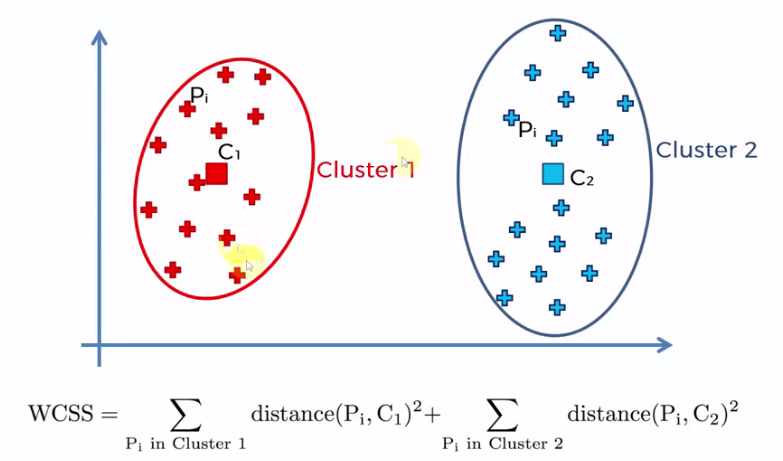 Pᵢ
C₁
Cluster 1
Pᵢ
C₂
Cluster 2
WCSS = ∑ distance(Pᵢ, C₁)² + ∑ distance(Pᵢ, C₂)²
Pᵢ in Cluster 1 Pᵢ in Cluster 2